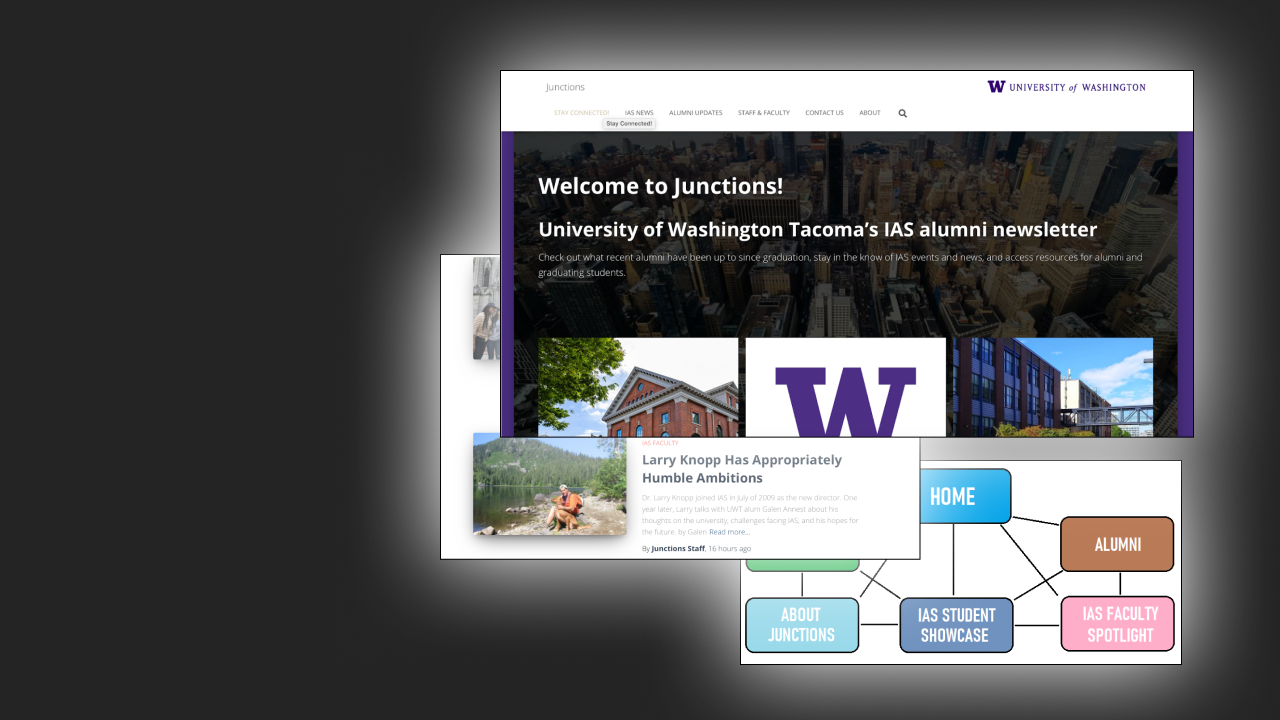 Junctions
W UNIVERSITY of WASHINGTON
STAY CONNECTED! IAS NEWS ALUMNI UPDATES STAFF & FACULTY CONTACT US ABOUT
Stay Connected!
Welcome to Junctions!
University of Washington Tacoma’s IAS alumni newsletter
Check out what recent alumni have been up to since graduation, stay in the know of IAS events and news, and access resources for alumni and
graduating students.
W
IAS FACULTY
Larry Knopp Has Appropriately
Humble Ambitions
Dr. Larry Knopp joined IAS in July of 2009 as the new director. One
year later, Larry talks with UWT alum Galen Annest about his
thoughts on the university, challenges facing IAS, and his hopes for
the future. by Galen Read more...
By Junctions Staff, 16 hours ago
HOME
ALUMNI
ABOUT
JUNCTIONS
IAS STUDENT
SHOWCASE
IAS FACULTY
SPOTLIGHT